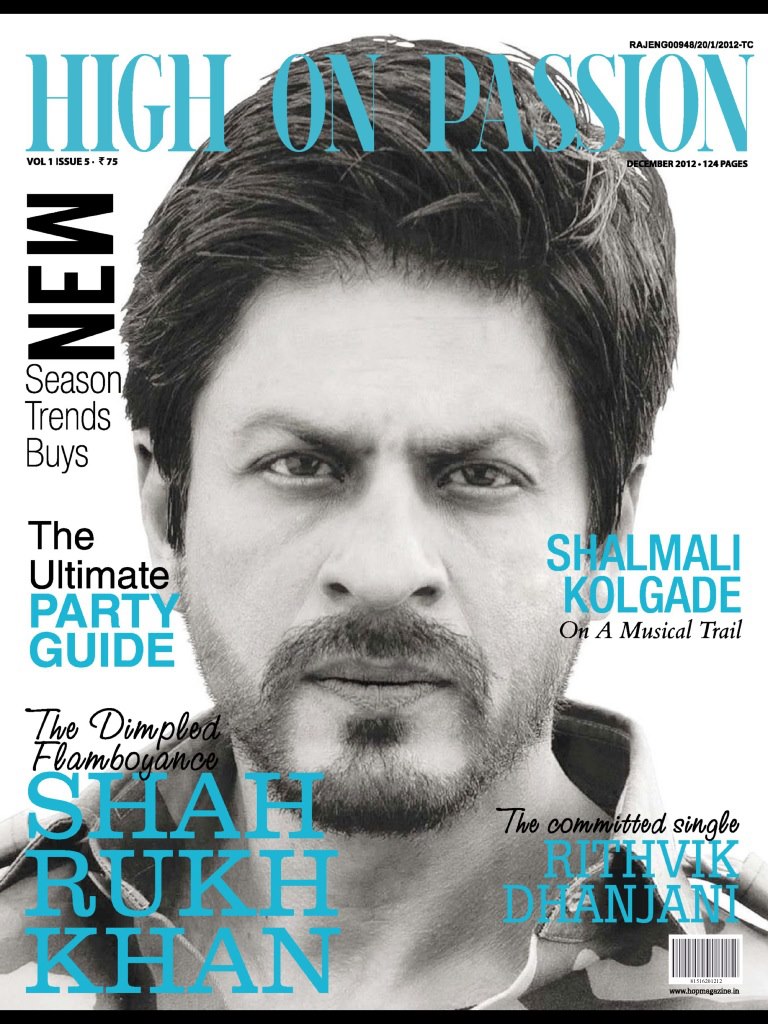 RAJENG00948/20/1/2012-TC
HIGH ON PASSION
VOL 1 ISSUE 5 · ₹ 75
DECEMBER 2012 • 124 PAGES
NEW
Season
Trends
Buys
The
Ultimate
PARTY
GUIDE
SHALMALI
KOLGADE
On A Musical Trail
The Dimpled
Flamboyance
SHAH
RUKH
KHAN
The committed single
RITHVIK
DHANJANI
81516201212
www.hopmagazine.in